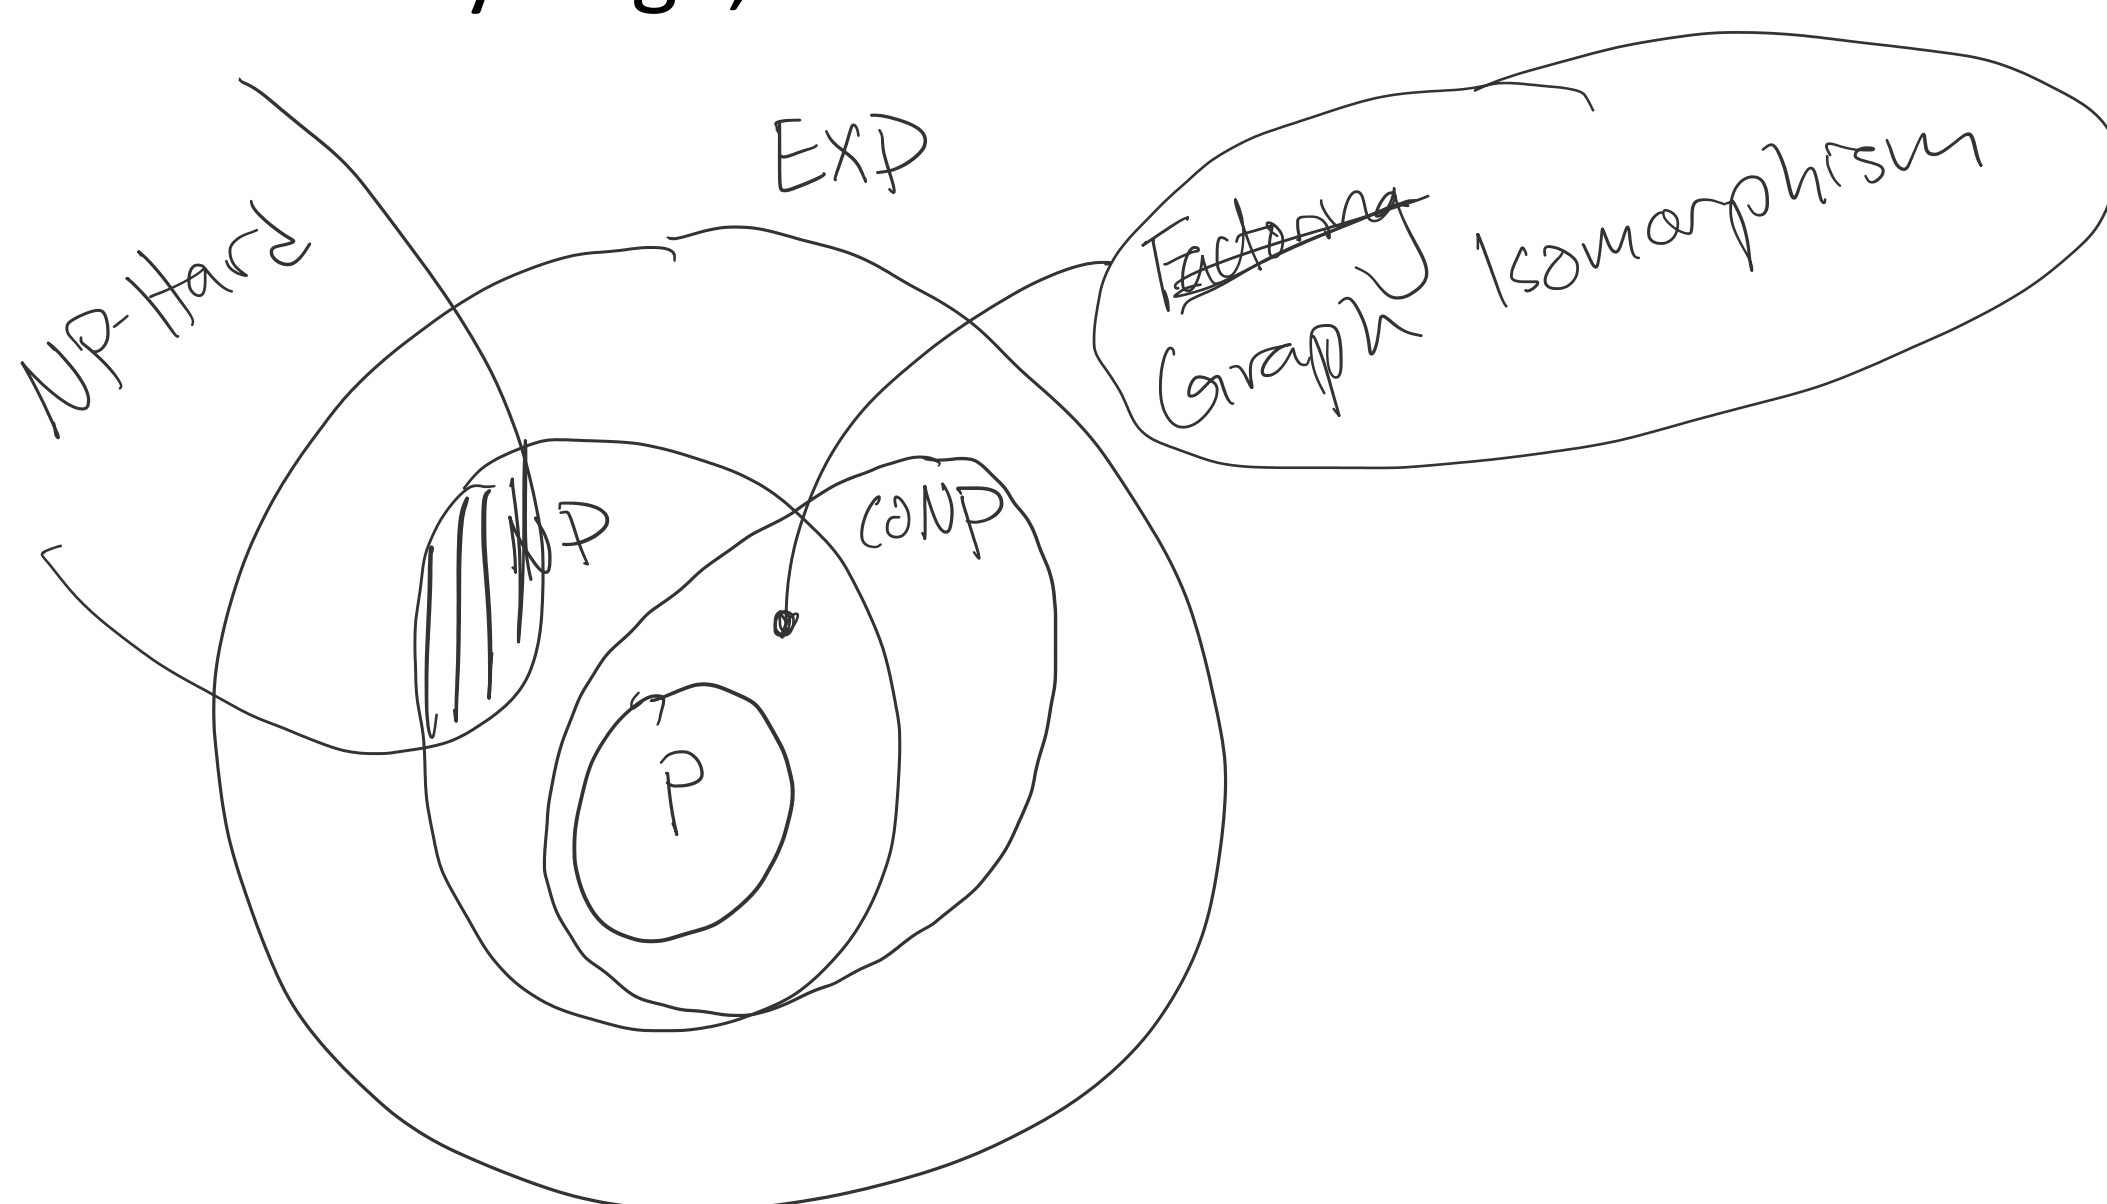 EXP
NP-Hard
Factoring
Graph Isomorphism
NP
CoNP
P